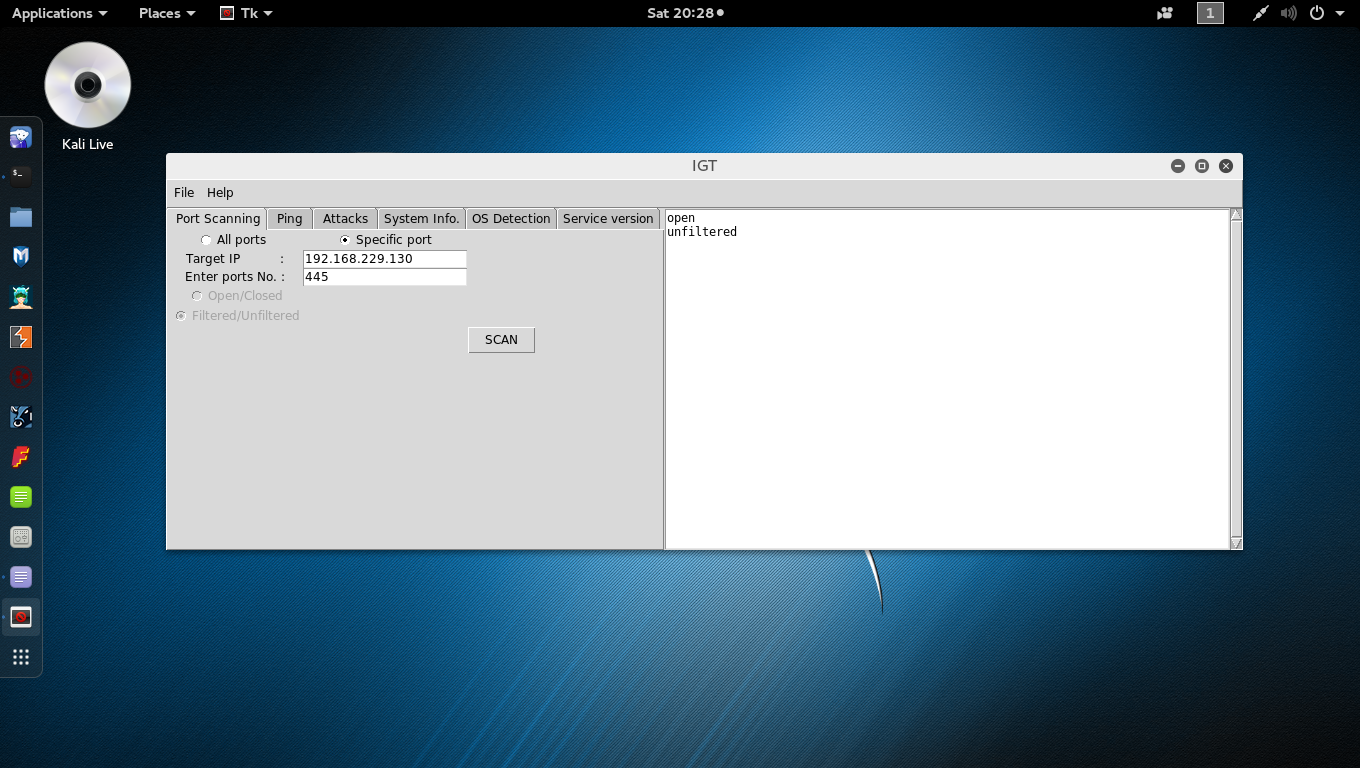 Applications Places Tk Sat 20:28 1
Kali Live
IGT
File Help
Port Scanning Ping Attacks System Info. OS Detection Service version
All ports Specific port
Target IP : 192.168.229.130
Enter ports No. : 445
Open/Closed
Filtered/Unfiltered
SCAN
open
unfiltered